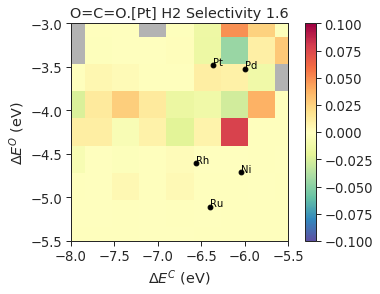 O=C=O.[Pt] H2 Selectivity 1.6
−3.0
−3.5
−4.0
−4.5
−5.0
−5.5
ΔE^O (eV)
Pt
Pd
Rh
Ni
Ru
−8.0 −7.5 −7.0 −6.5 −6.0 −5.5
ΔE^C (eV)
0.100
0.075
0.050
0.025
0.000
−0.025
−0.050
−0.075
−0.100